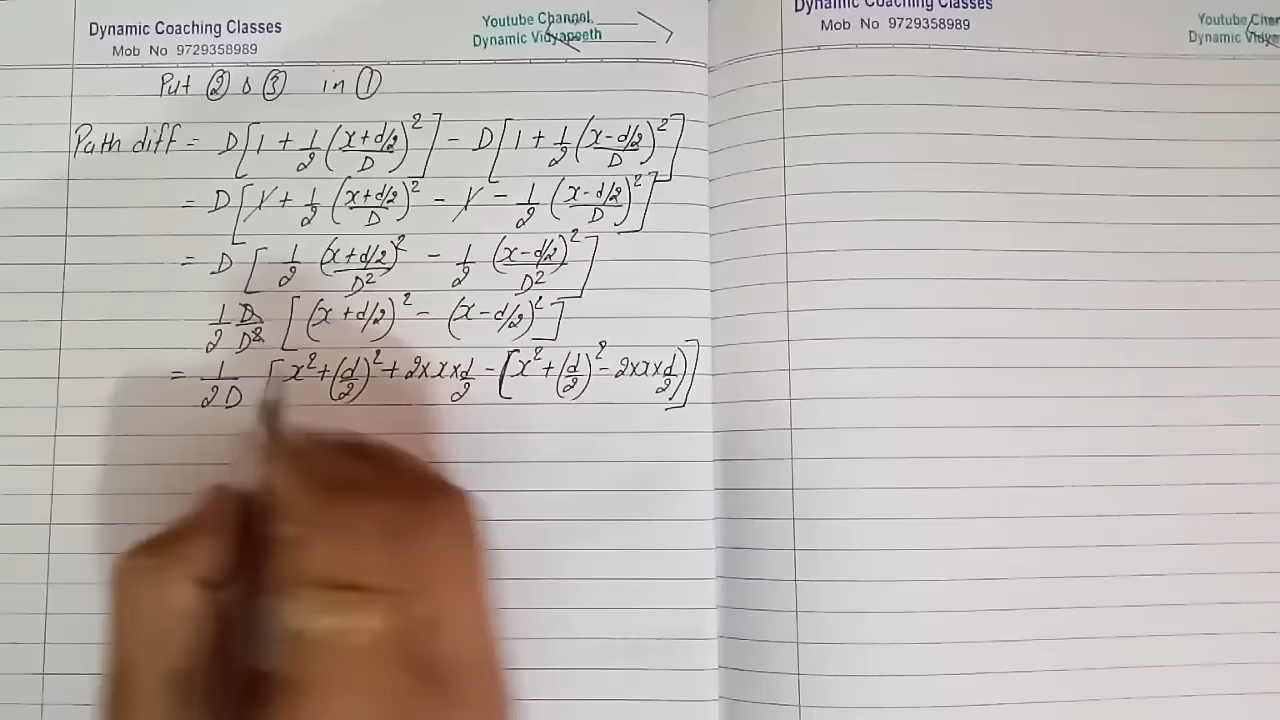 Dynamic Coaching Classes
Mob No 9729358989
Youtube Channel
Dynamic Vidyapeeth
Put ② & ③ in ①
Path diff = D[1 + 1/2 ((x+d/2)/D)²] - D[1 + 1/2 ((x-d/2)/D)²]
= D[1 + 1/2 ((x+d/2)/D)² - 1 - 1/2 ((x-d/2)/D)²]
= D [1/2 (x+d/2)²/D² - 1/2 (x-d/2)²/D²]
1/2 D/D² [(x+d/2)² - (x-d/2)²]
= 1/2D [x² + (d/2)² + 2×x×d/2 - [x² + (d/2)² - 2×x×d/2)]
Dynamic Coaching Classes
Mob No 9729358989
Youtube
Dynamic